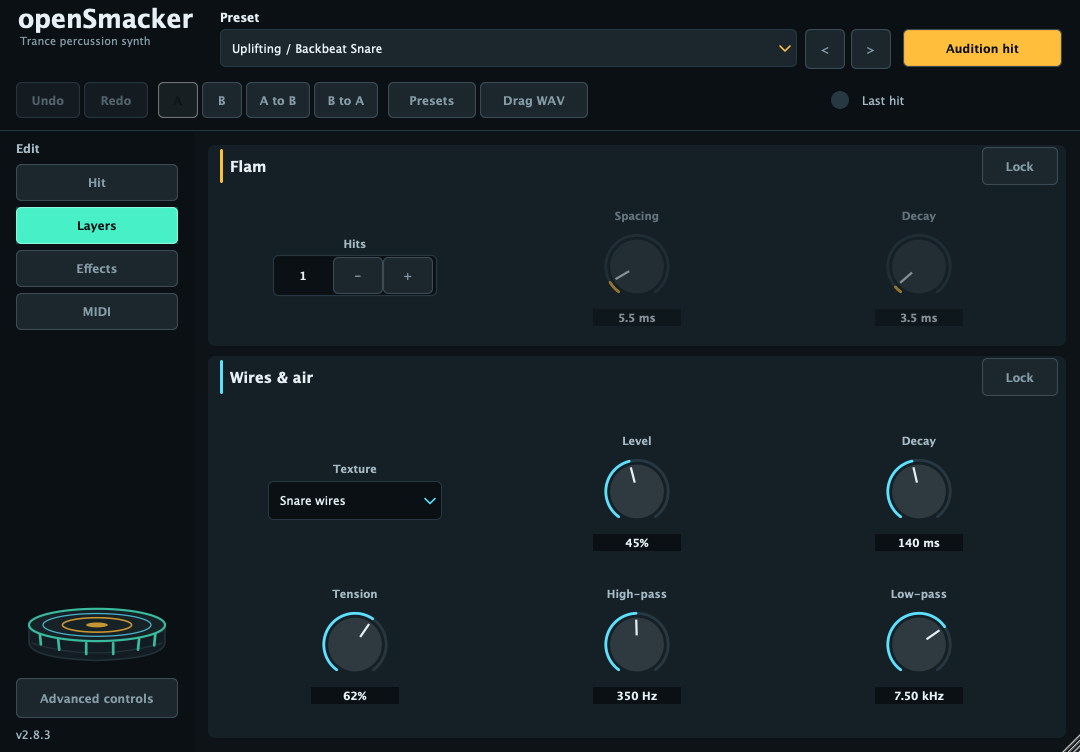 openSmacker
Trance percussion synth
Preset
Uplifting / Backbeat Snare
<
>
Audition hit
Undo
Redo
A
B
A to B
B to A
Presets
Drag WAV
Last hit
Edit
Hit
Layers
Effects
MIDI
Advanced controls
v2.8.3
Flam
Lock
Hits
1
-
+
Spacing
5.5 ms
Decay
3.5 ms
Wires & air
Lock
Texture
Snare wires
Level
45%
Decay
140 ms
Tension
62%
High-pass
350 Hz
Low-pass
7.50 kHz